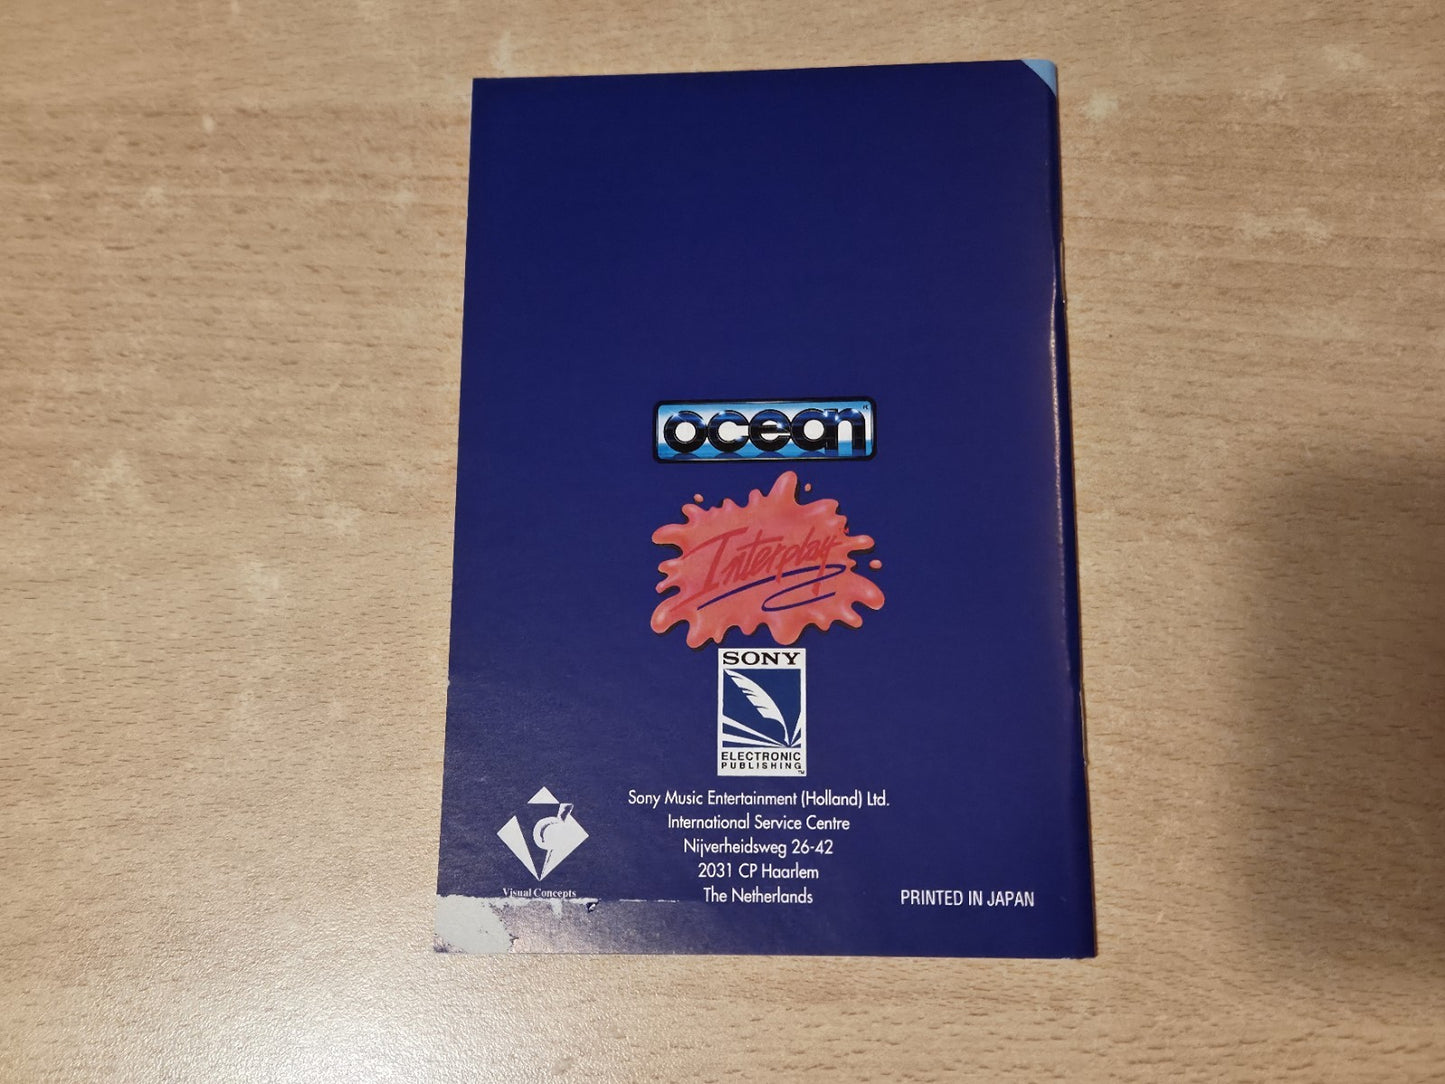 ocean
Interplay
SONY
ELECTRONIC
PUBLISHING
TM
Sony Music Entertainment (Holland) Ltd.
International Service Centre
Nijverheidsweg 26-42
2031 CP Haarlem
The Netherlands
Visual Concepts
PRINTED IN JAPAN